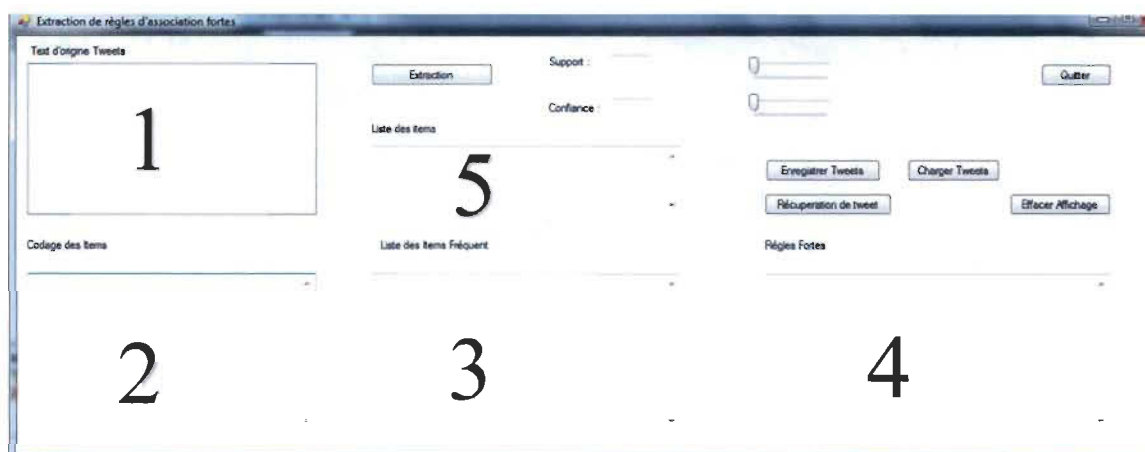 Extraction de règles d'association fortes
Text d'origine Tweets
1
Extraction
Support :
Confiance :
Quitter
Liste des items
5
Enregistrer Tweets
Charger Tweets
Récuperation de tweet
Effacer Affichage
Codage des Items
2
Liste des Items Fréquent
3
Régles Fortes
4